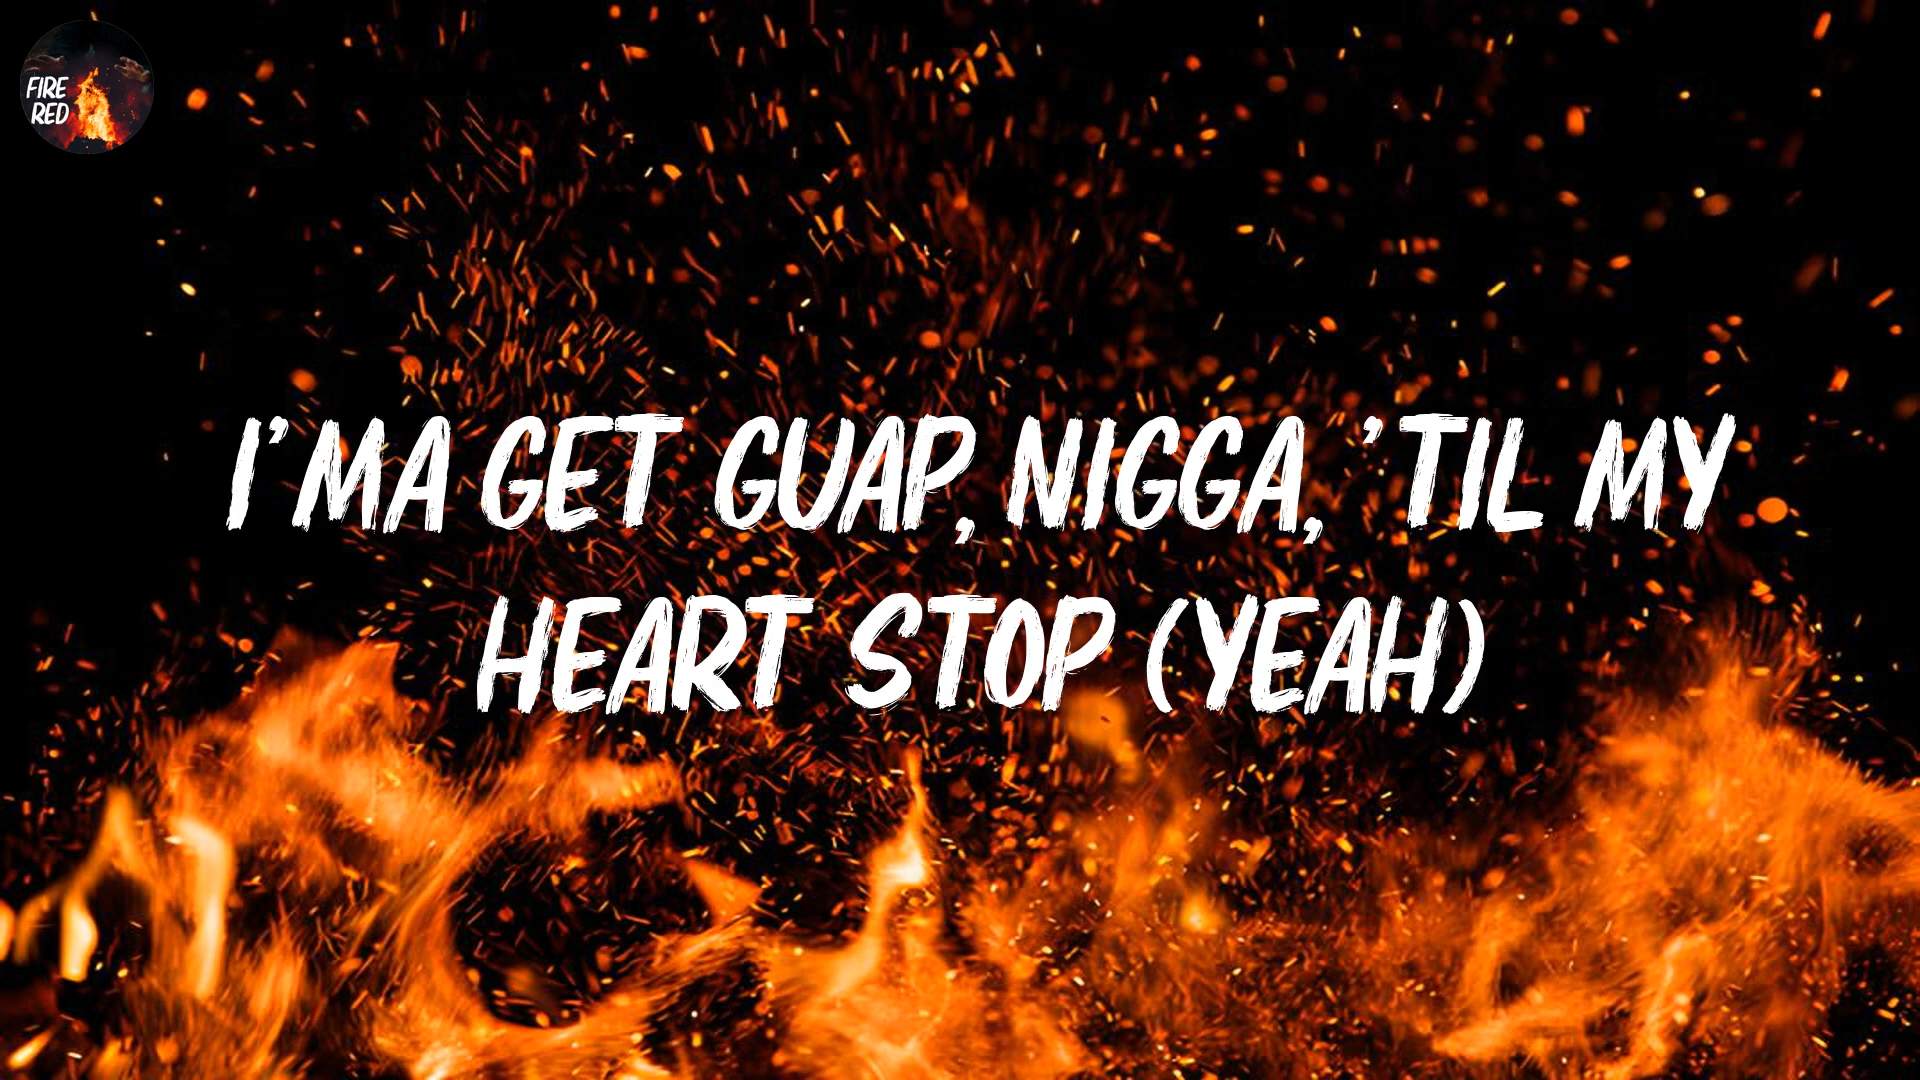 FIRE
RED
I'MA GET GUAP, NIGGA, 'TIL MY
HEART STOP (YEAH)